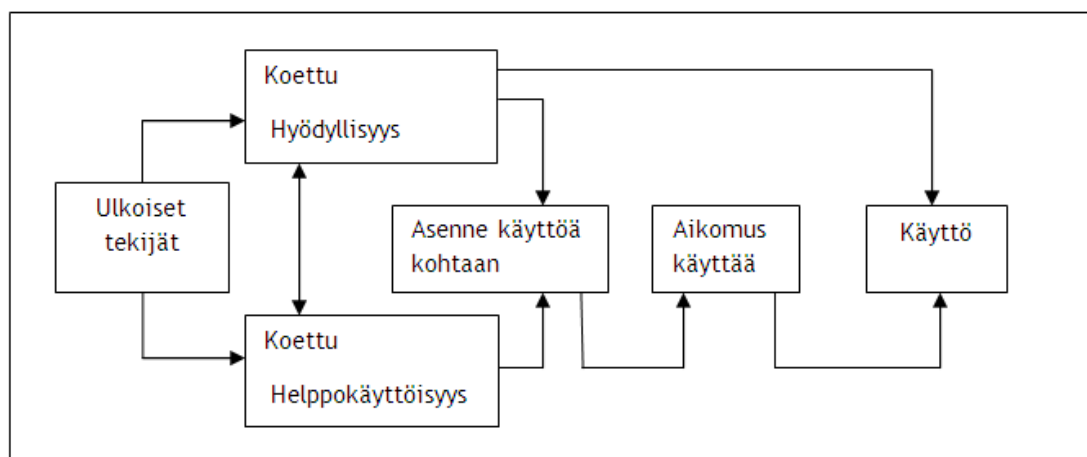 Koettu
Hyödyllisyys
Ulkoiset
tekijät
Asenne käyttöä
kohtaan
Aikomus
käyttää
Käyttö
Koettu
Helppokäyttöisyys